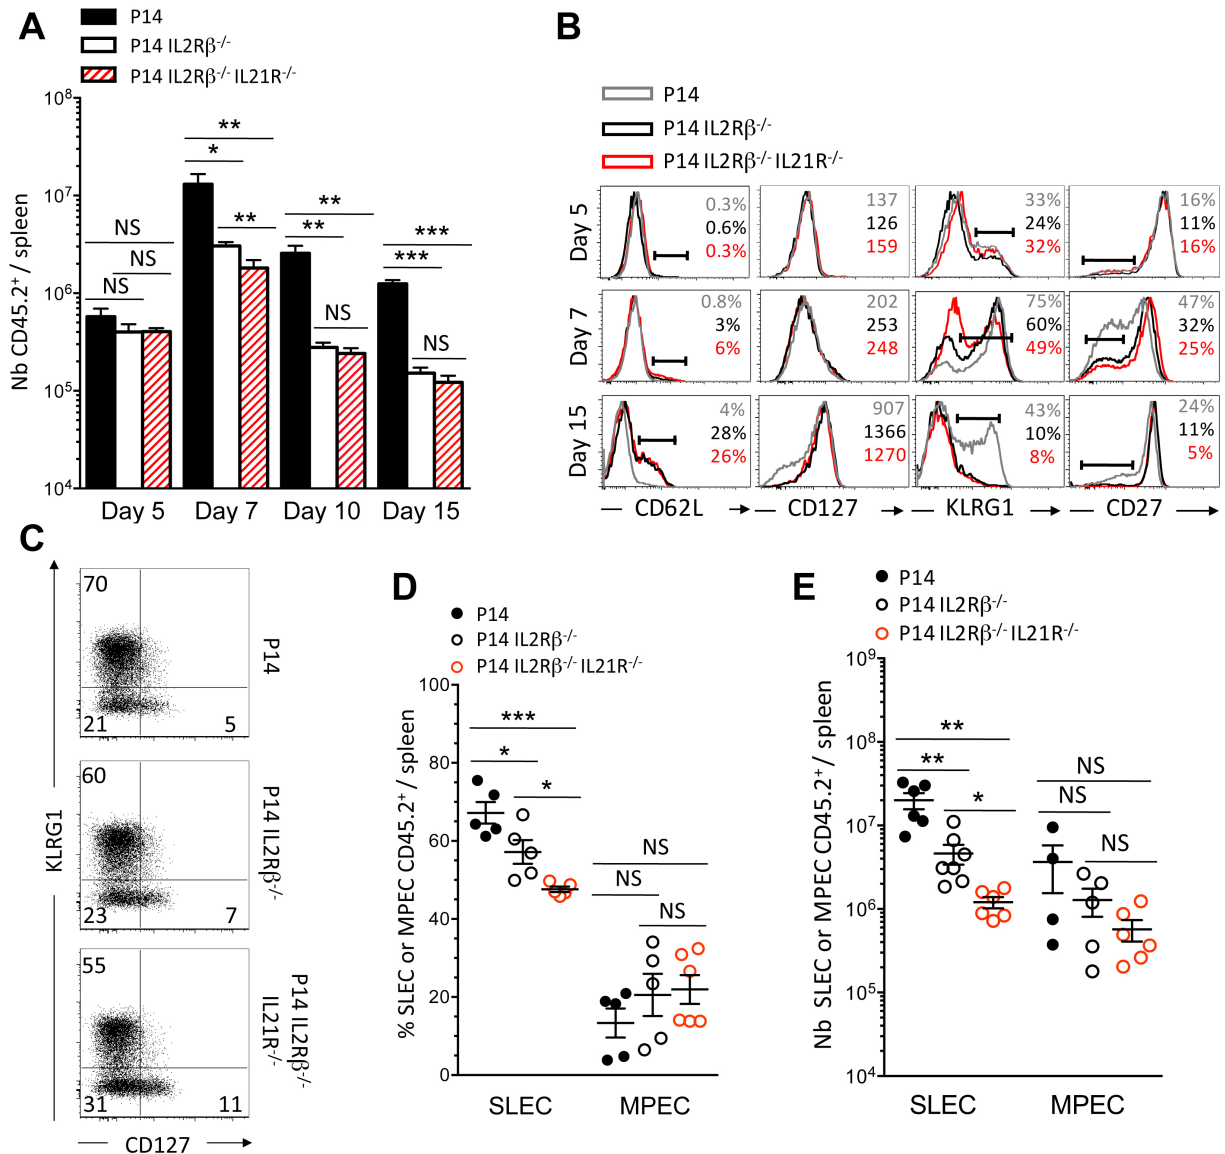 A
P14
P14 IL2Rβ-/-
P14 IL2Rβ-/- IL21R-/-
Nb CD45.2+ / spleen
10^8
10^7
10^6
10^5
10^4
NS
NS
NS
**
*
**
**
**
NS
***
***
NS
Day 5 Day 7 Day 10 Day 15
B
P14
P14 IL2Rβ-/-
P14 IL2Rβ-/- IL21R-/-
Day 5
0.3%
0.6%
0.3%
137
126
159
33%
24%
32%
16%
11%
16%
Day 7
0.8%
3%
6%
202
253
248
75%
60%
49%
47%
32%
25%
Day 15
4%
28%
26%
907
1366
1270
43%
10%
8%
24%
11%
5%
CD62L CD127 KLRG1 CD27
C
KLRG1
70
21 5
P14
60
23 7
P14 IL2Rβ-/-
55
31 11
P14 IL2Rβ-/-
IL21R-/-
CD127
D
P14
P14 IL2Rβ-/-
P14 IL2Rβ-/- IL21R-/-
% SLEC or MPEC CD45.2+ / spleen
100
80
60
40
20
0
***
*
*
NS
NS
NS
SLEC MPEC
E
P14
P14 IL2Rβ-/-
P14 IL2Rβ-/- IL21R-/-
Nb SLEC or MPEC CD45.2+ / spleen
10^9
10^8
10^7
10^6
10^5
10^4
**
**
*
NS
NS
NS
SLEC MPEC